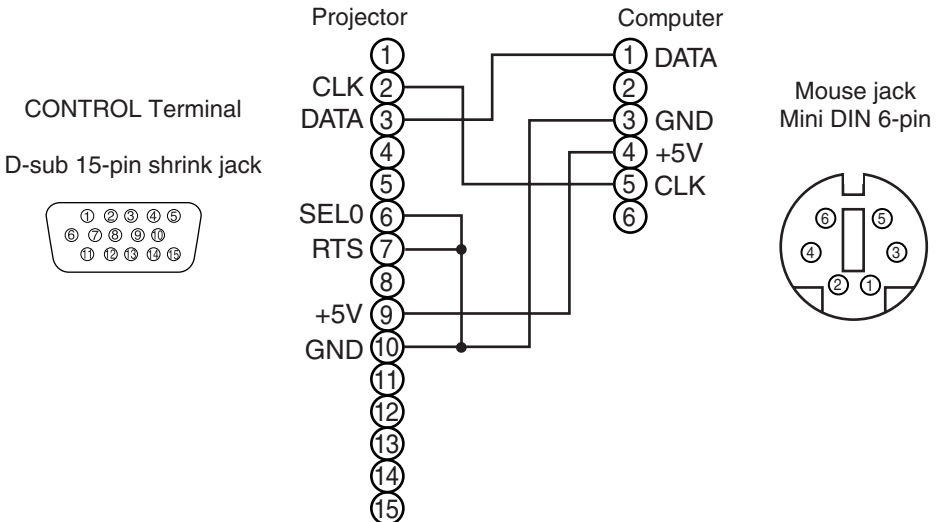 Projector
Computer
CONTROL Terminal
D-sub 15-pin shrink jack
1 2 3 4 5
6 7 8 9 10
11 12 13 14 15
1
CLK 2
DATA 3
4
5
SEL0 6
RTS 7
8
+5V 9
GND 10
11
12
13
14
15
1 DATA
2
3 GND
4 +5V
5 CLK
6
Mouse jack
Mini DIN 6-pin
6 5
4 3
2 1